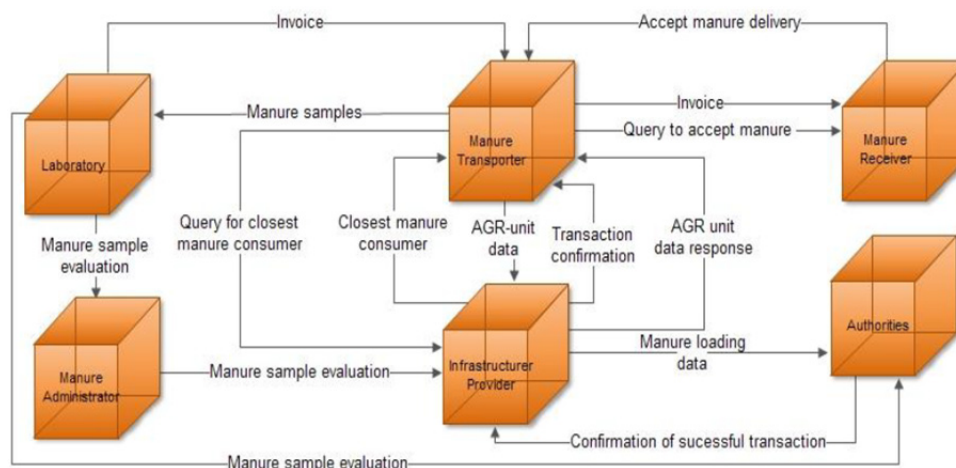 Invoice
Accept manure delivery
Manure samples
Invoice
Manure
Transporter
Query to accept manure
Manure
Receiver
Laboratory
Query for closest
manure consumer
Closest manure
consumer
AGR-unit
data
Transaction
confirmation
AGR unit
data response
Manure sample
evaluation
Authorities
Manure loading
data
Manure
Administrator
Manure sample evaluation
Infrastructurer
Provider
Confirmation of sucessful transaction
Manure sample evaluation